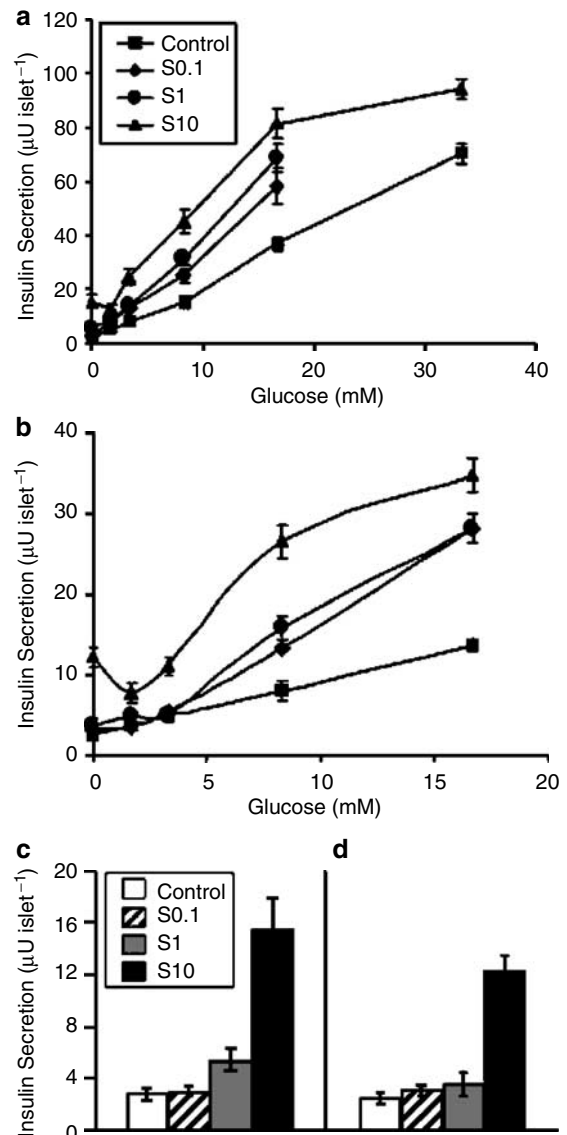 a
120
100
80
60
40
20
0
Insulin Secretion (μU islet⁻¹)
Control
S0.1
S1
S10
0 10 20 30 40
Glucose (mM)
b
40
30
20
10
0
Insulin Secretion (μU islet⁻¹)
0 5 10 15 20
Glucose (mM)
c d
20
16
12
8
4
0
Insulin Secretion (μU islet⁻¹)
Control
S0.1
S1
S10